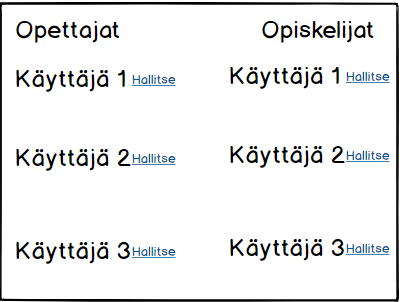 Opettajat Opiskelijat
Käyttäjä 1 Hallitse Käyttäjä 1 Hallitse
Käyttäjä 2 Hallitse Käyttäjä 2 Hallitse
Käyttäjä 3 Hallitse Käyttäjä 3 Hallitse